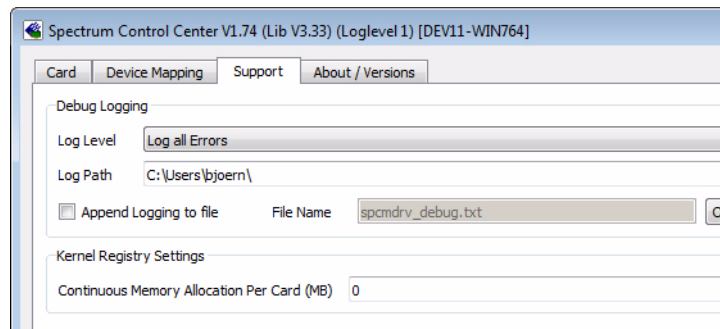 Spectrum Control Center V1.74 (Lib V3.33) (Loglevel 1) [DEV11-WIN764]
Card Device Mapping Support About / Versions
Debug Logging
Log Level Log all Errors
Log Path C:\Users\bjoern\
Append Logging to file File Name spcmdrv_debug.txt
Kernel Registry Settings
Continuous Memory Allocation Per Card (MB) 0